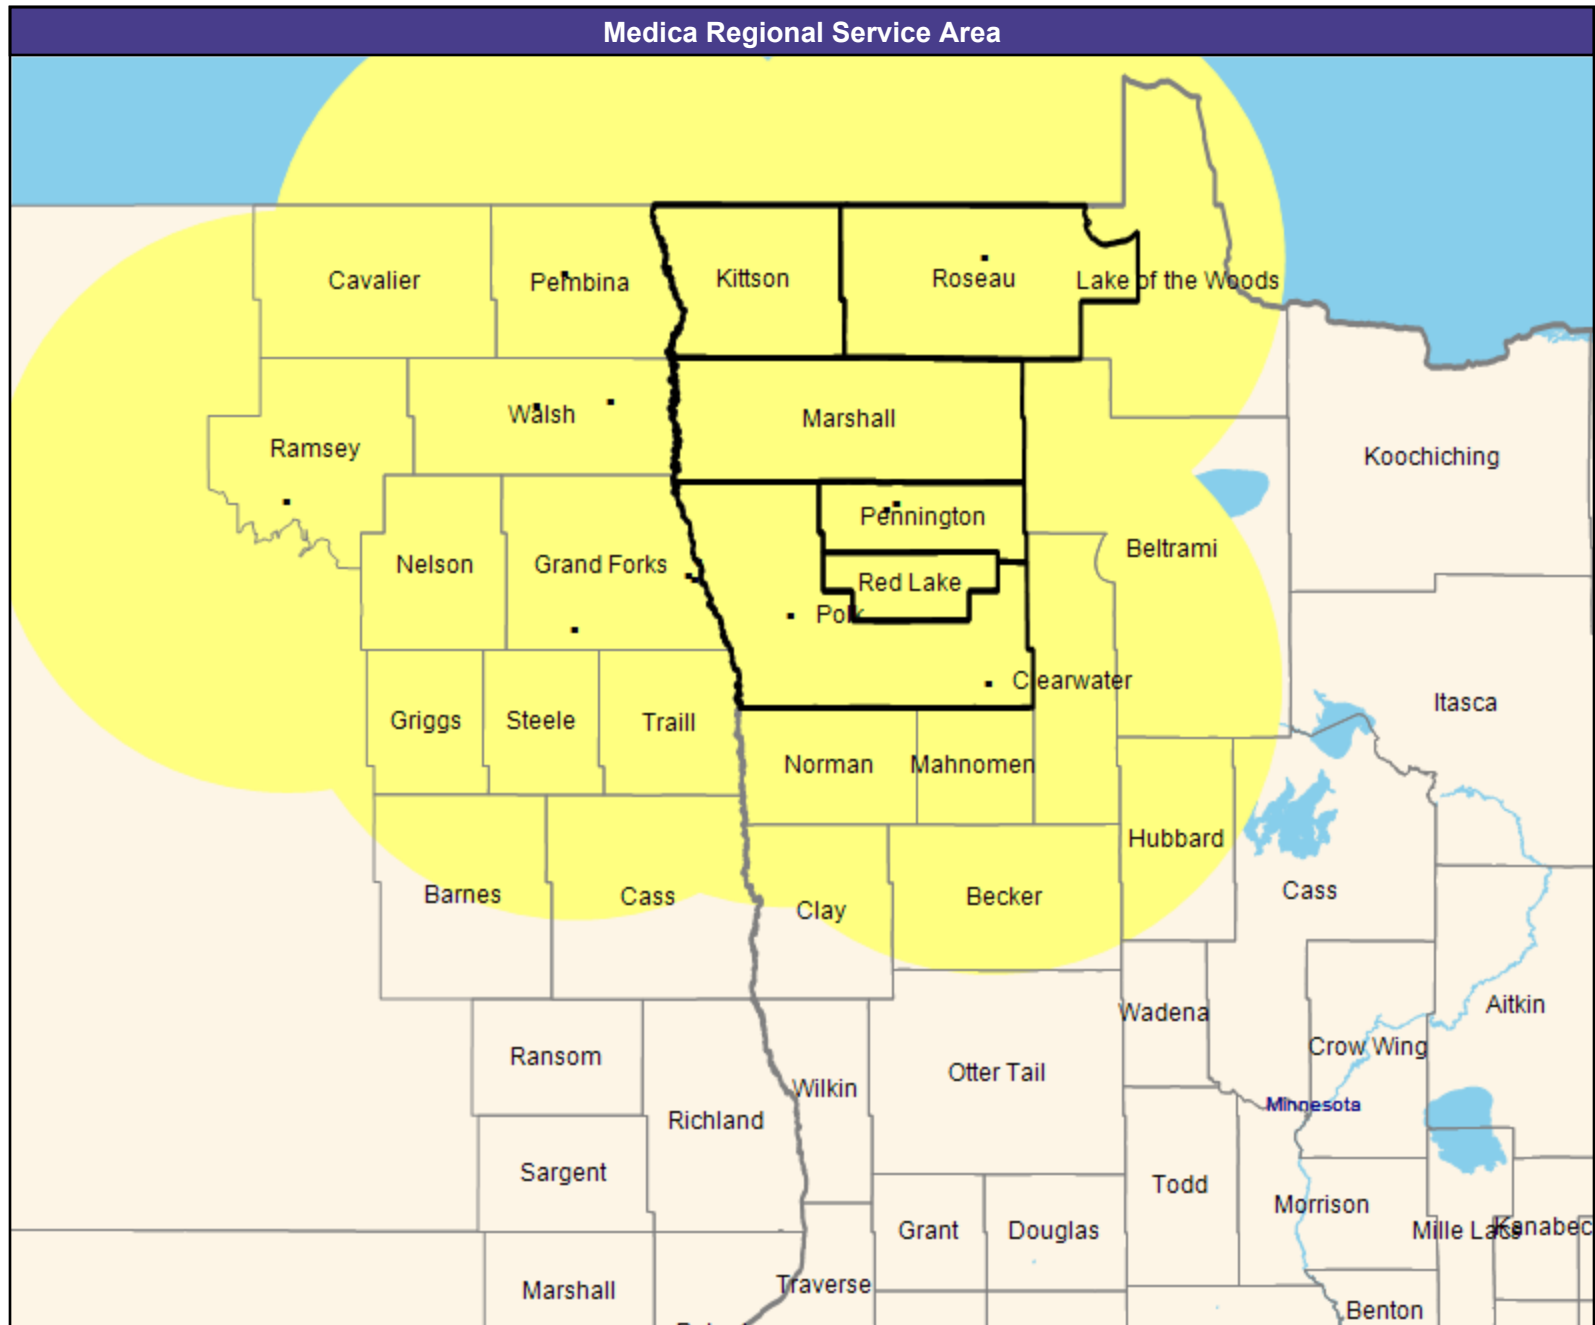 Medica Regional Service Area
Cavalier
Pembina
Kittson
Roseau
Lake of the Woods
Walsh
Marshall
Ramsey
Koochiching
Pennington
Beltrami
Nelson
Grand Forks
Red Lake
Polk
Clearwater
Itasca
Griggs
Steele
Traill
Norman
Mahnomen
Hubbard
Barnes
Cass
Clay
Becker
Cass
Aitkin
Wadena
Crow Wing
Ransom
Otter Tail
Wilkin
Minnesota
Richland
Sargent
Todd
Morrison
Grant
Douglas
Mille Lacs
Kanabec
Marshall
Traverse
Benton